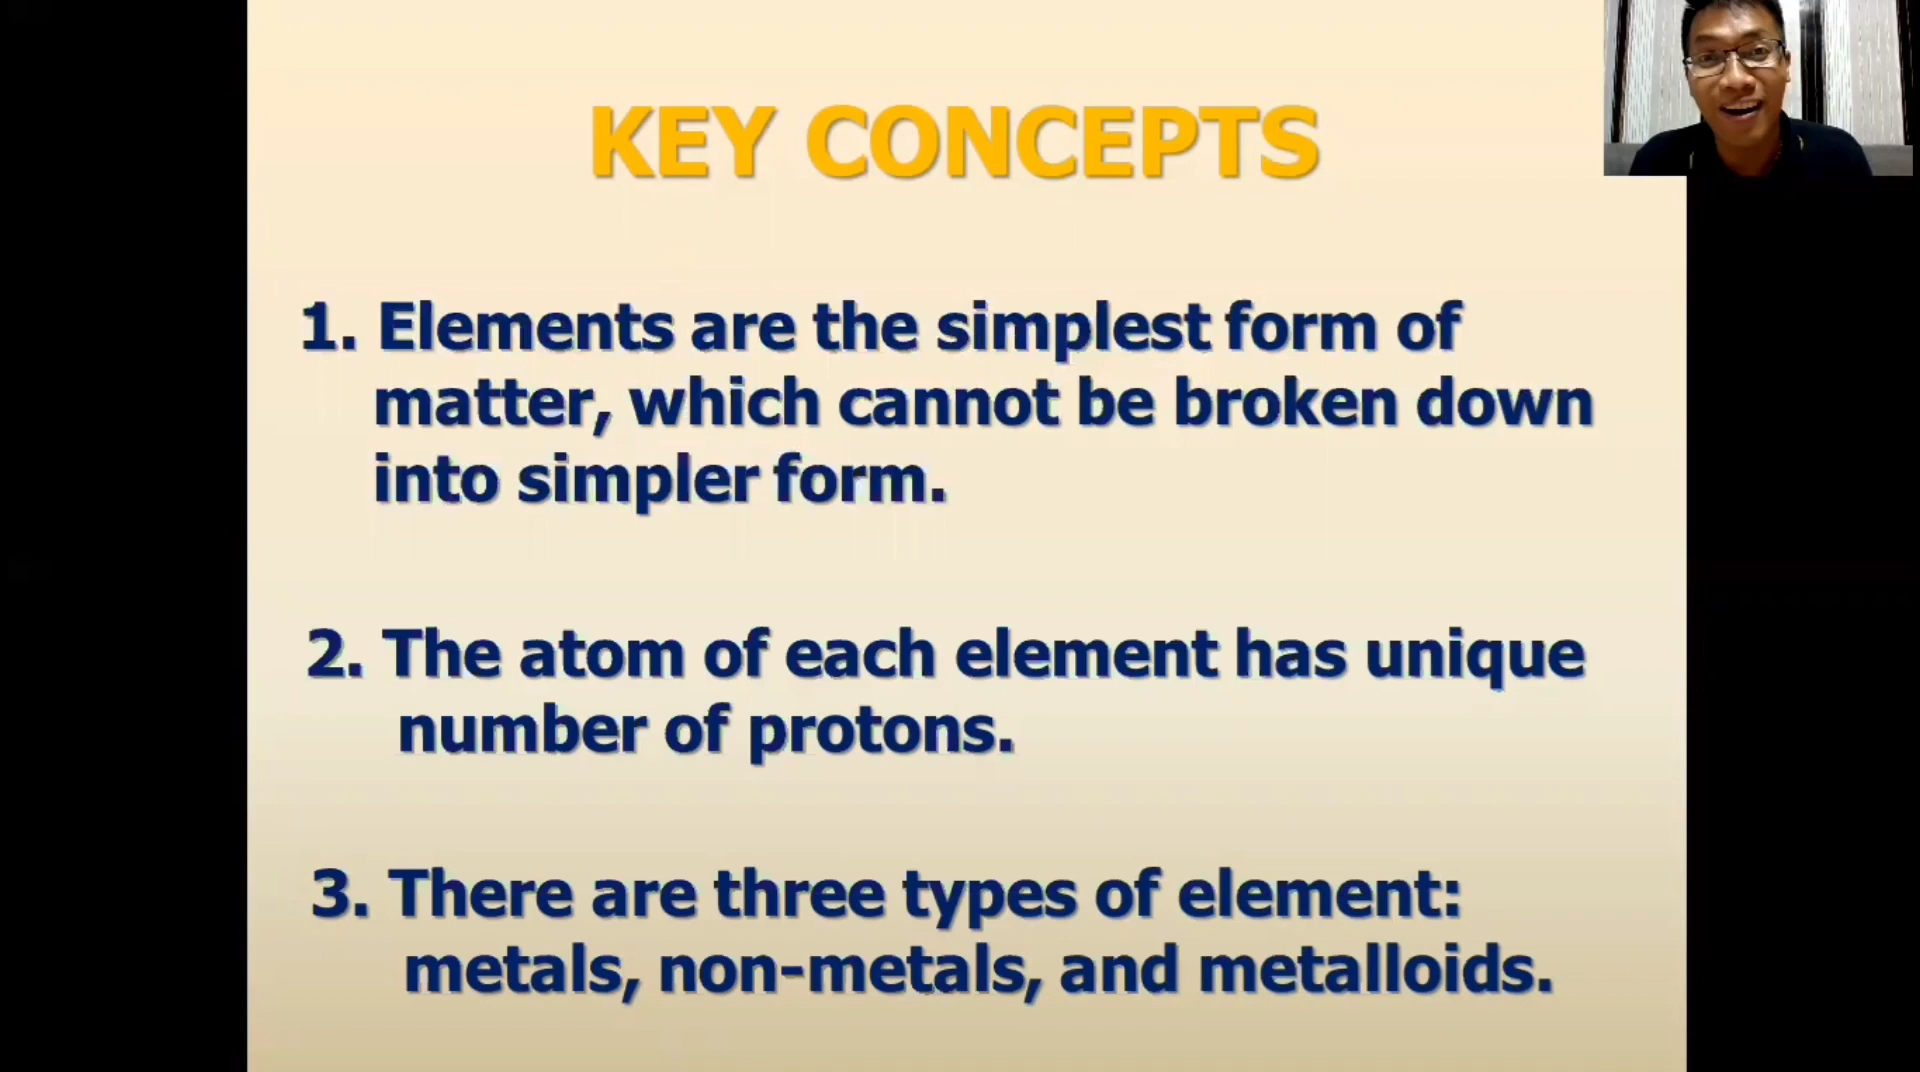 KEY CONCEPTS
1. Elements are the simplest form of
matter, which cannot be broken down
into simpler form.
2. The atom of each element has unique
number of protons.
3. There are three types of element:
metals, non-metals, and metalloids.